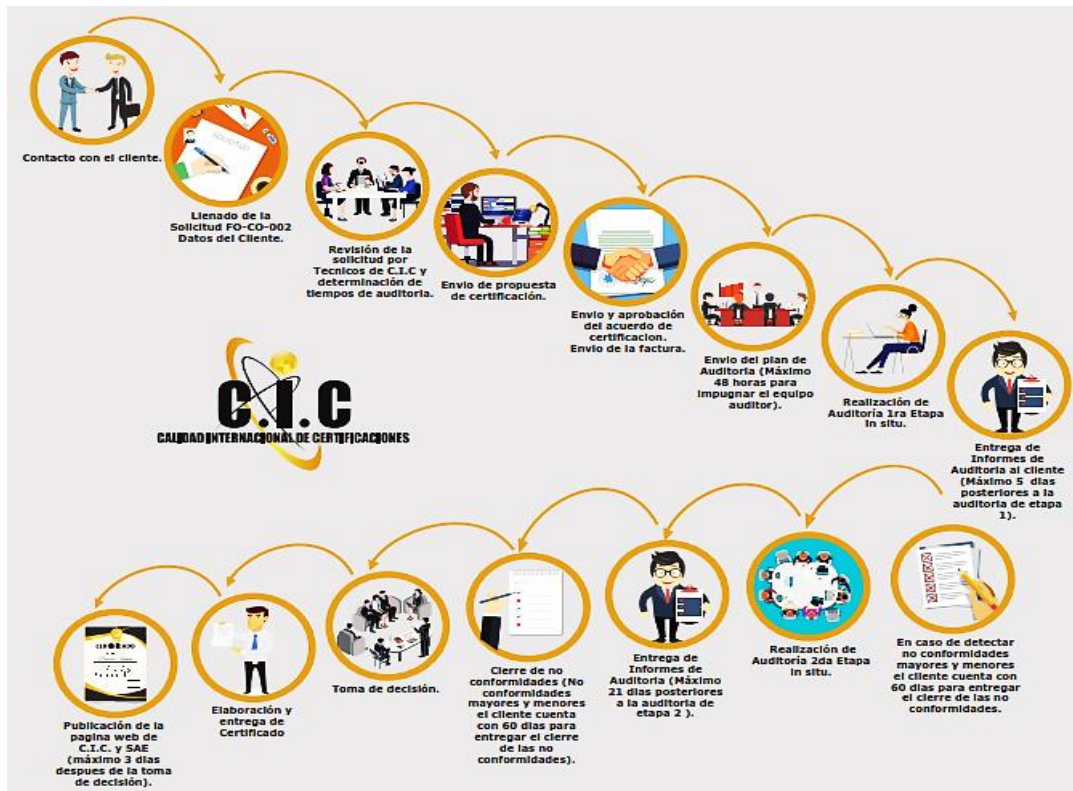 Contacto con el cliente.
SOLICITUD
Llenado de la
Solicitud FO-CO-002
Datos del Cliente.
Revisión de la
solicitud por
Tecnicos de C.I.C y
determinación de
tiempos de auditoria.
Envio de propuesta
de certificación.
Envio y aprobación
del acuerdo de
certificacion.
Envio de la factura.
Envio del plan de
Auditoria (Máximo
48 horas para
impugnar el equipo
auditor).
Realización de
Auditoría 1ra Etapa
in situ.
Entrega de
Informes de
Auditoria al cliente
(Máximo 5 dias
posteriores a la
auditoria de etapa
1).
C.I.C
CALIDAD INTERNACIONAL DE CERTIFICACIONES
En caso de detectar
no conformidades
mayores y menores
el cliente cuenta con
60 dias para entregar
el cierre de las no
conformidades.
Realización de
Auditoría 2da Etapa
in situ.
Entrega de
Informes de
Auditoria (Máximo
21 dias posteriores
a la auditoria de
etapa 2 ).
Cierre de no
conformidades (No
conformidades
mayores y menores
el cliente cuenta
con 60 dias para
entregar el cierre
de las no
conformidades).
Toma de decisión.
Elaboración y
entrega de
Certificado
Publicación de la
pagina web de
C.I.C. y SAE
(máximo 3 dias
despues de la toma
de decisión).